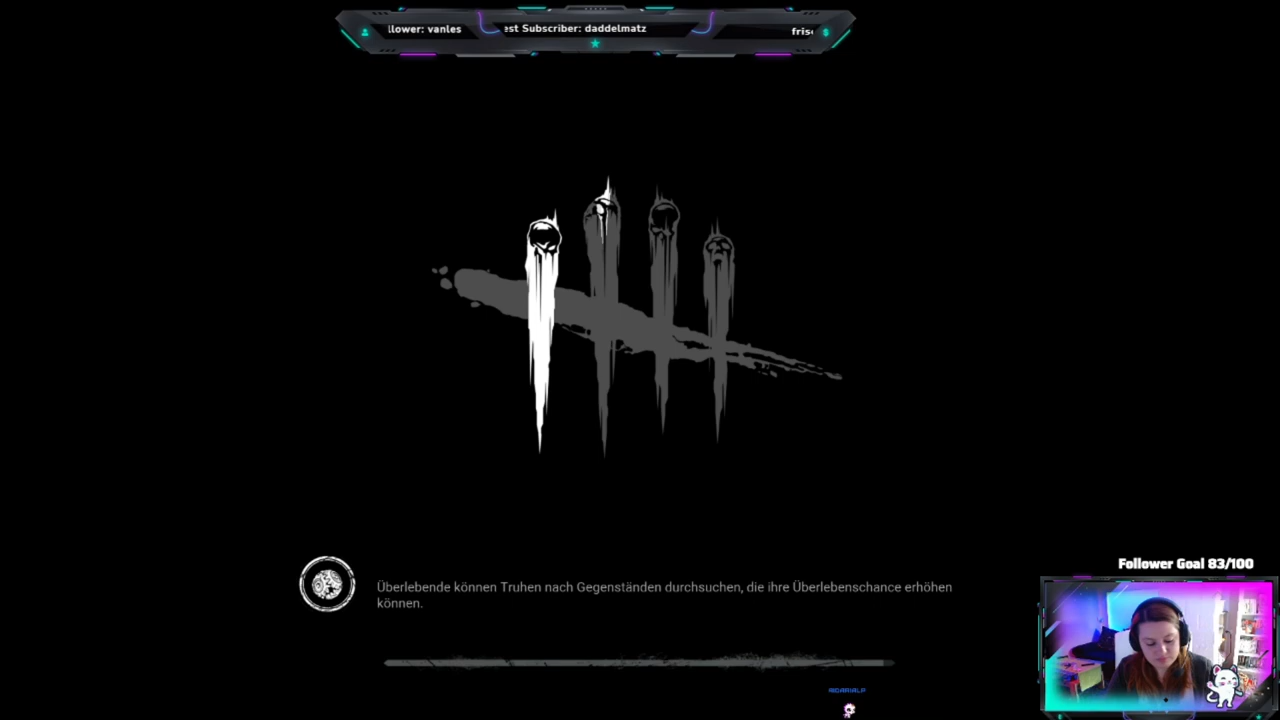 llower: vanles
est Subscriber: daddelmatz
fris
Überlebende können Truhen nach Gegenständen durchsuchen, die ihre Überlebenschance erhöhen
können.
Follower Goal 83/100